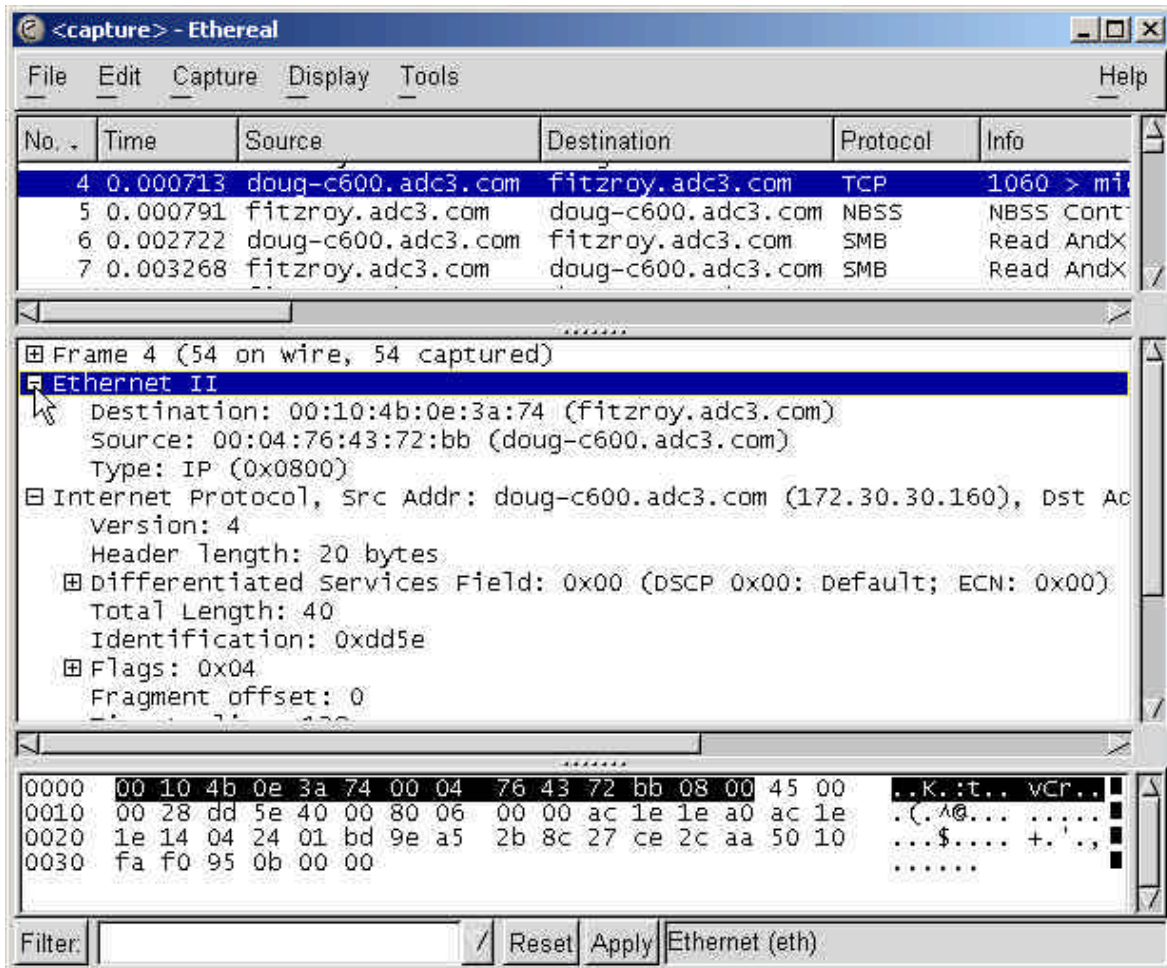 <capture> - Ethereal
File Edit Capture Display Tools Help
No. Time Source Destination Protocol Info
4 0.000713 doug-c600.adc3.com fitzroy.adc3.com TCP 1060 > mi
5 0.000791 fitzroy.adc3.com doug-c600.adc3.com NBSS NBSS Cont
6 0.002722 doug-c600.adc3.com fitzroy.adc3.com SMB Read AndX
7 0.003268 fitzroy.adc3.com doug-c600.adc3.com SMB Read AndX
Frame 4 (54 on wire, 54 captured)
Ethernet II
Destination: 00:10:4b:0e:3a:74 (fitzroy.adc3.com)
Source: 00:04:76:43:72:bb (doug-c600.adc3.com)
Type: IP (0x0800)
Internet Protocol, Src Addr: doug-c600.adc3.com (172.30.30.160), Dst Ad
Version: 4
Header length: 20 bytes
Differentiated Services Field: 0x00 (DSCP 0x00: Default; ECN: 0x00)
Total Length: 40
Identification: 0xdd5e
Flags: 0x04
Fragment offset: 0
0000 00 10 4b 0e 3a 74 00 04 76 43 72 bb 08 00 45 00 ..K.:t.. vCr..
0010 00 28 dd 5e 40 00 80 06 00 00 ac 1e 1e a0 ac 1e .(.^@... .....
0020 1e 14 04 24 01 bd 9e a5 2b 8c 27 ce 2c aa 50 10 ...$.... +.'.,
0030 fa f0 95 0b 00 00 ......
Filter: Reset Apply Ethernet (eth)